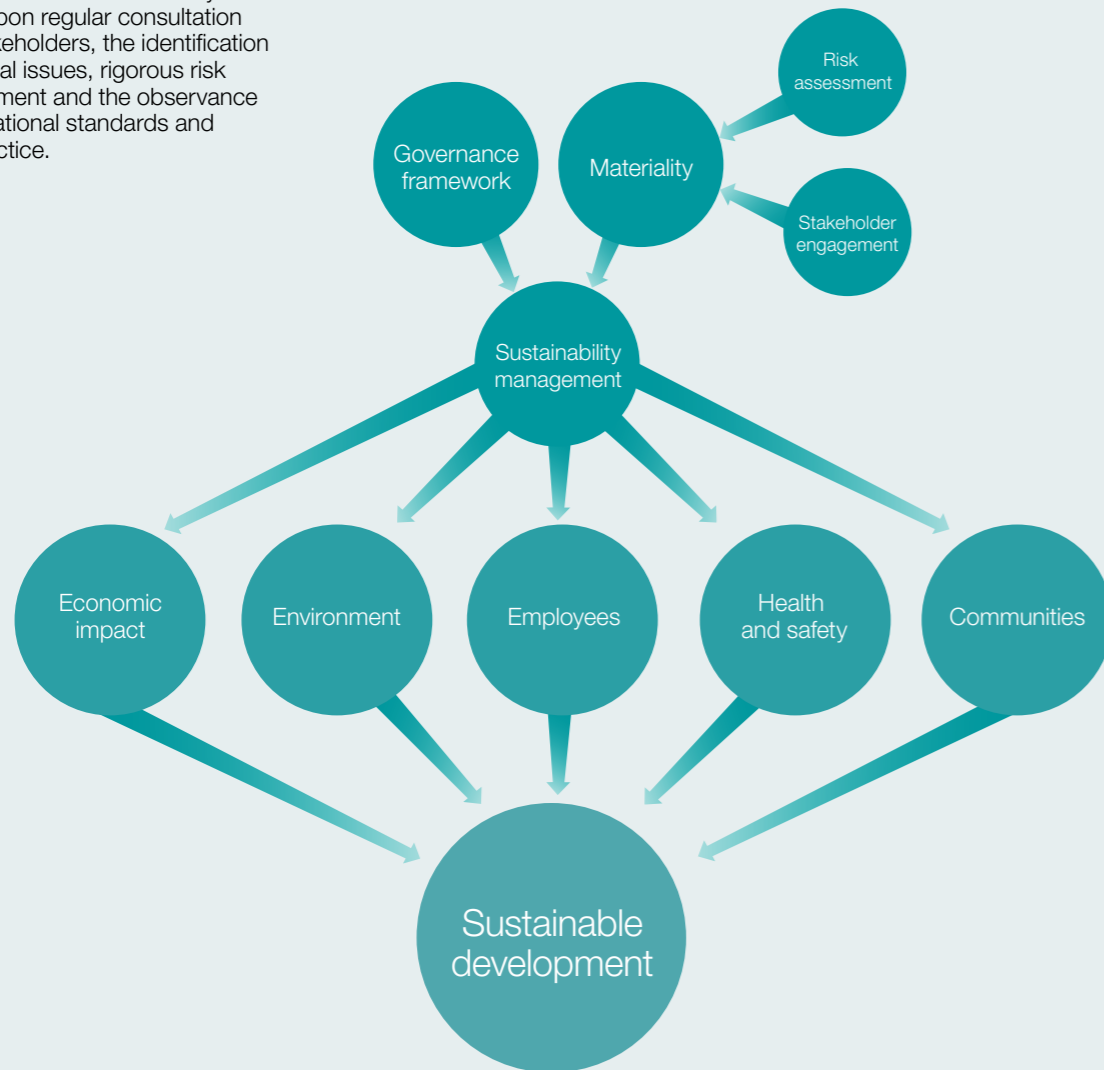 upon regular consultation
keholders, the identification
al issues, rigorous risk
ment and the observance
ational standards and
ctice.
Risk
assessment
Governance
framework
Materiality
Stakeholder
engagement
Sustainability
management
Economic
impact
Environment
Employees
Health
and safety
Communities
Sustainable
development